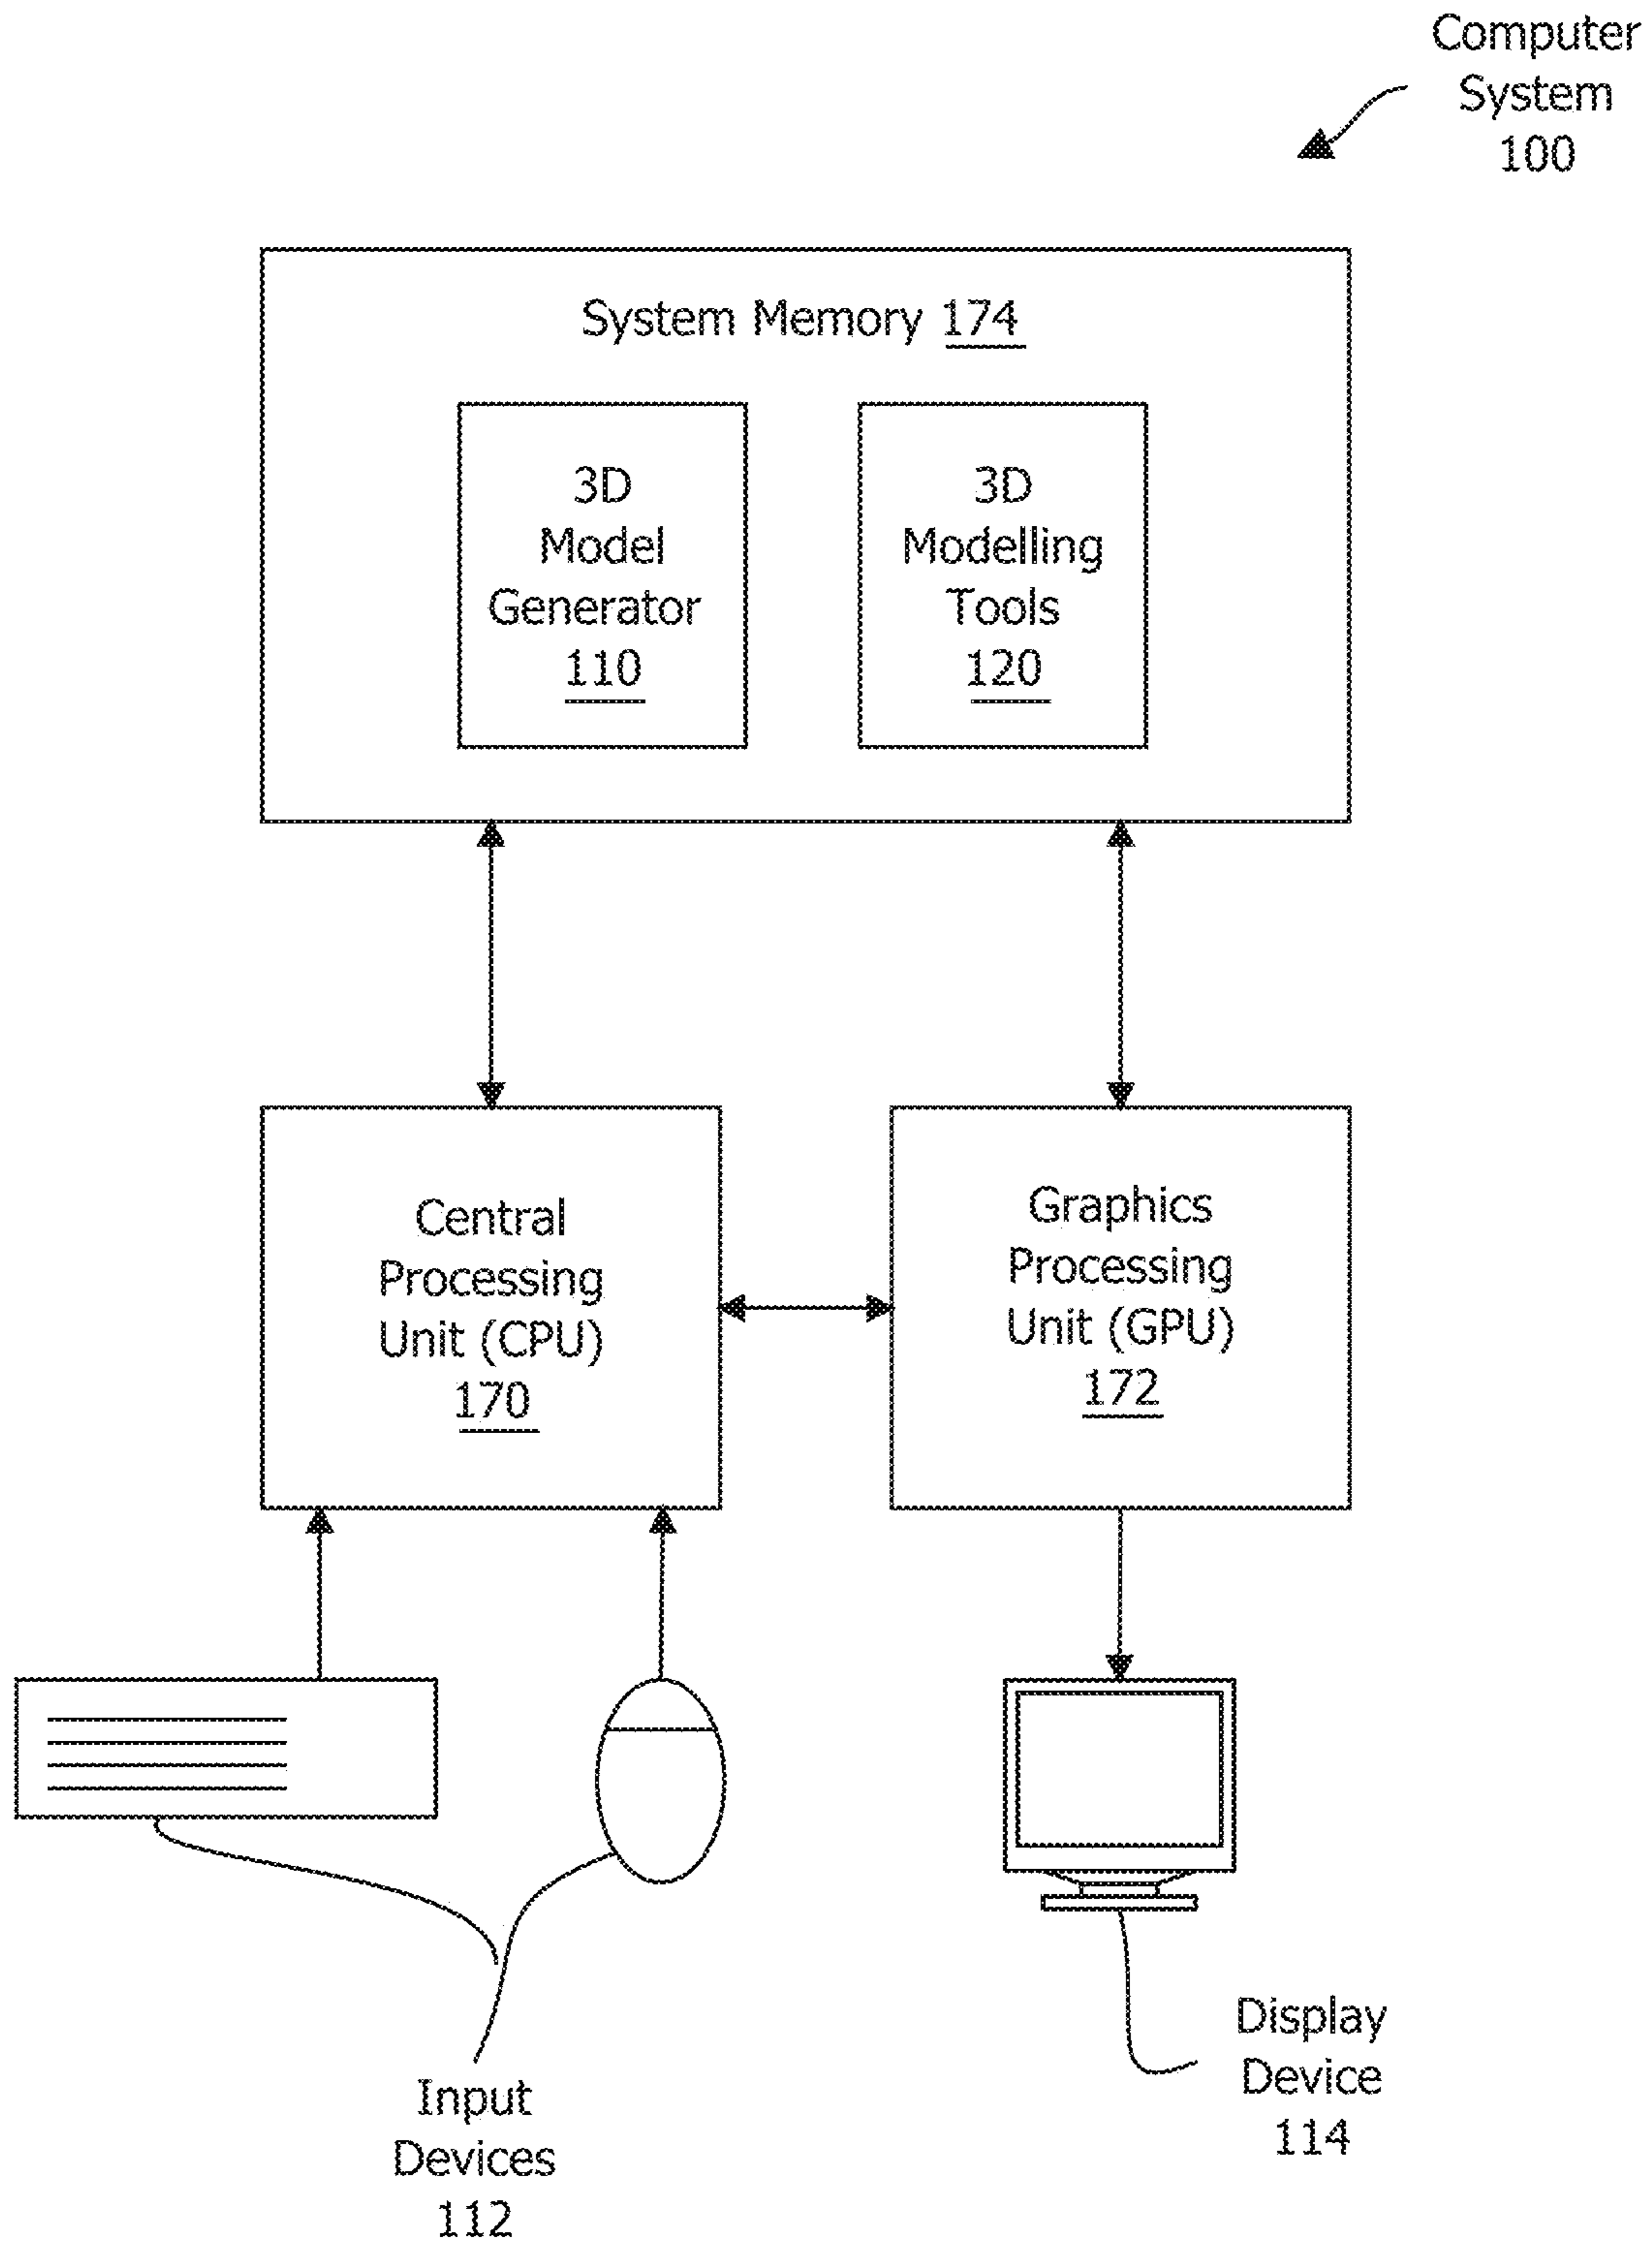 Computer
System
100
System Memory 174
3D
Model
Generator
110
3D
Modelling
Tools
120
Central
Processing
Unit (CPU)
170
Graphics
Processing
Unit (GPU)
172
Input
Devices
112
Display
Device
114